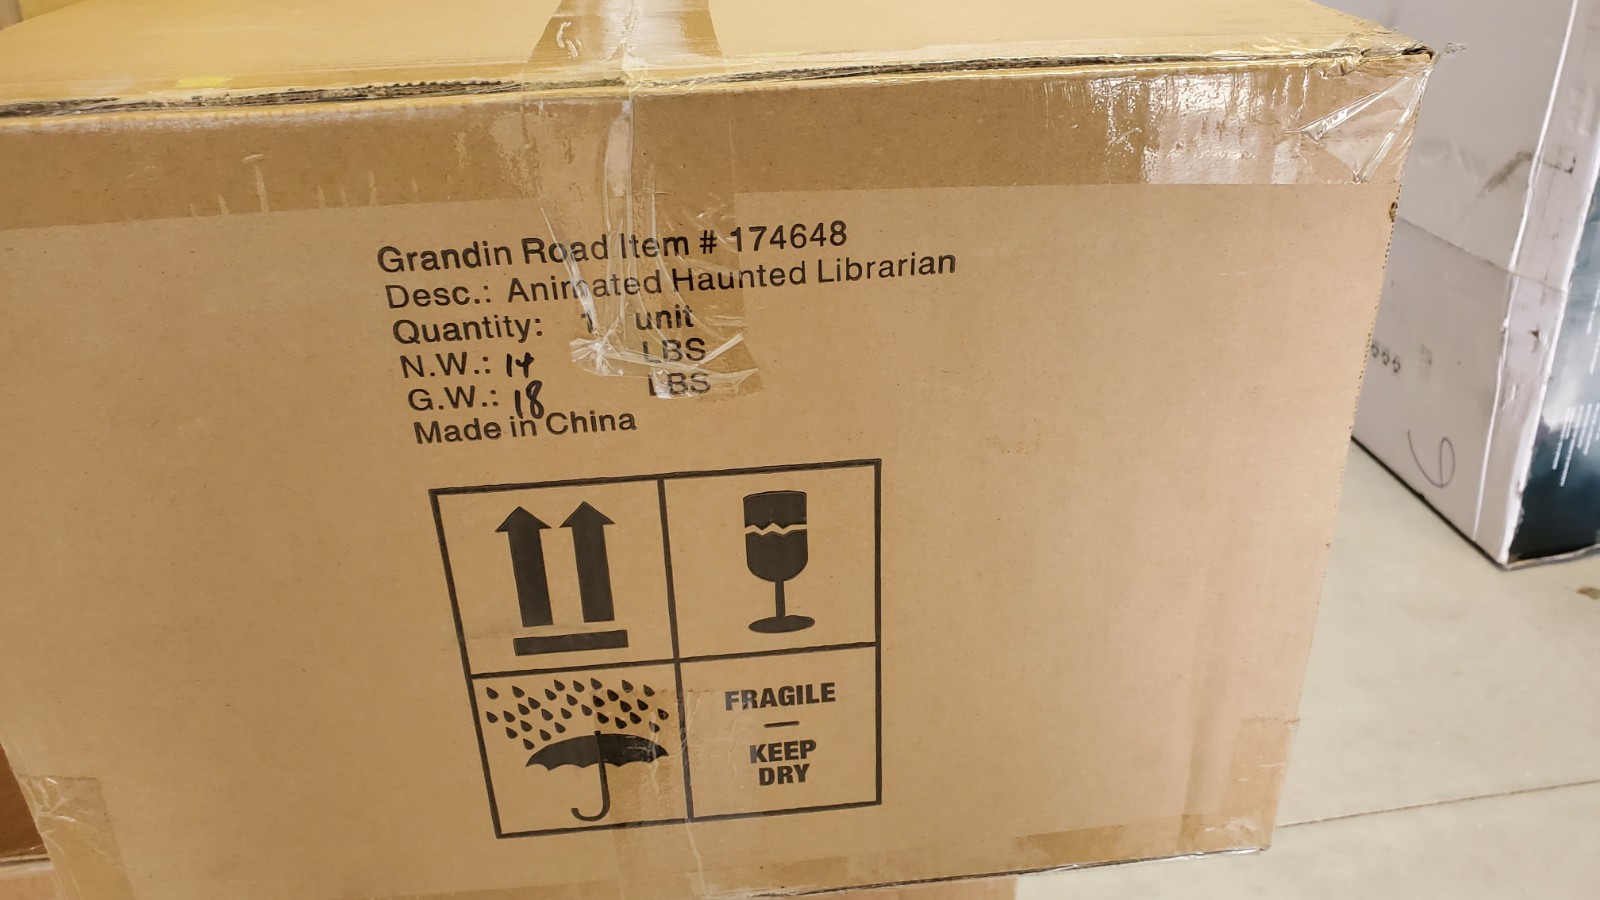 Grandin Road Item # 174648
Desc.: Animated Haunted Librarian
Quantity: 1 unit
N.W.: 14 LBS
G.W.: 18 LBS
Made in China
FRAGILE
—
KEEP
DRY